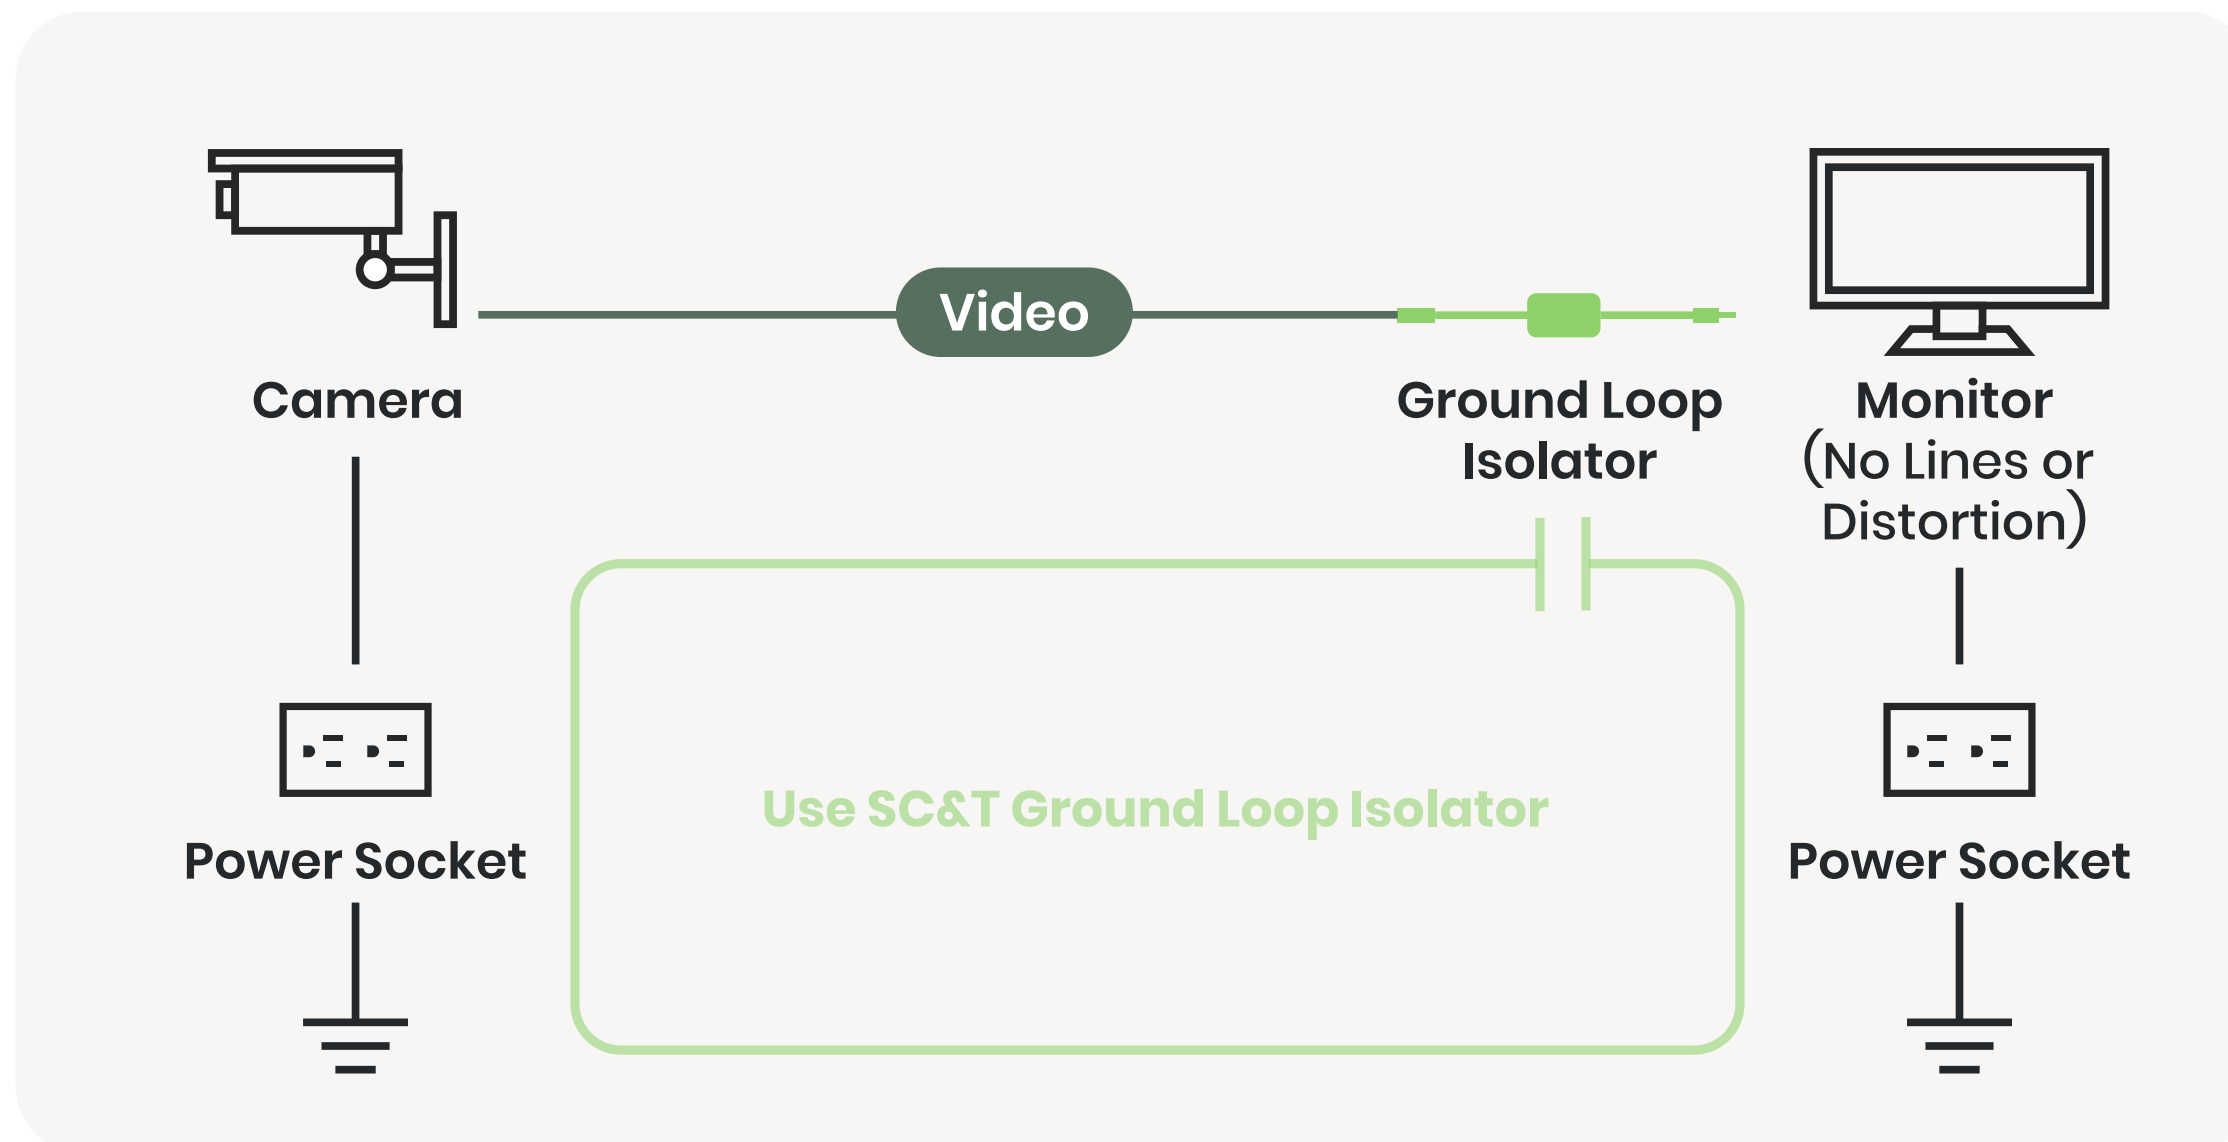 Video
Camera
Ground Loop
Isolator
Monitor
(No Lines or
Distortion)
Use SC&T Ground Loop Isolator
Power Socket
Power Socket